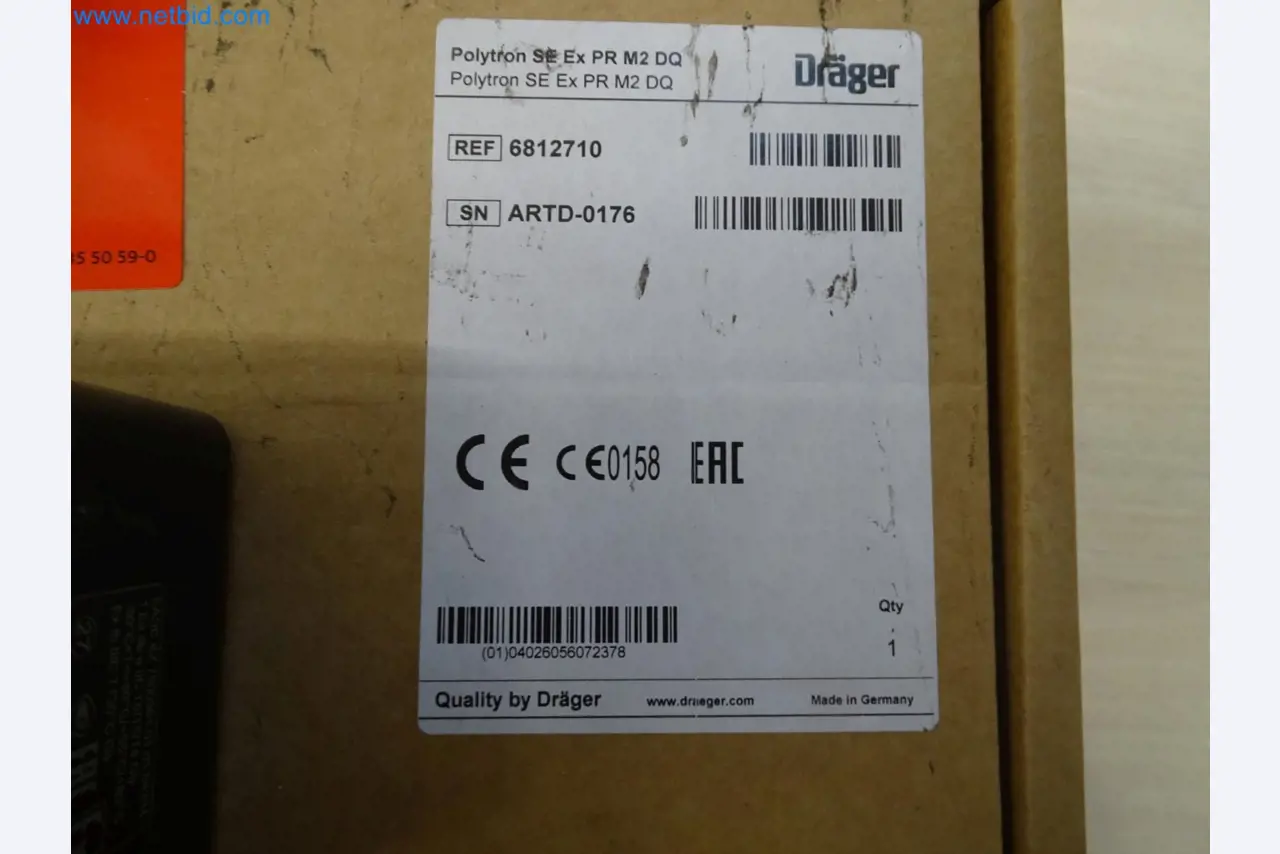 www.netbid.com
Polytron SE Ex PR M2 DQ
Polytron SE Ex PR M2 DQ
Dräger
REF 6812710
SN ARTD-0176
5 50 59-0
CE CE0158 EAC
Qty
1
(01)04026056072378
Quality by Dräger www.draeger.com Made in Germany